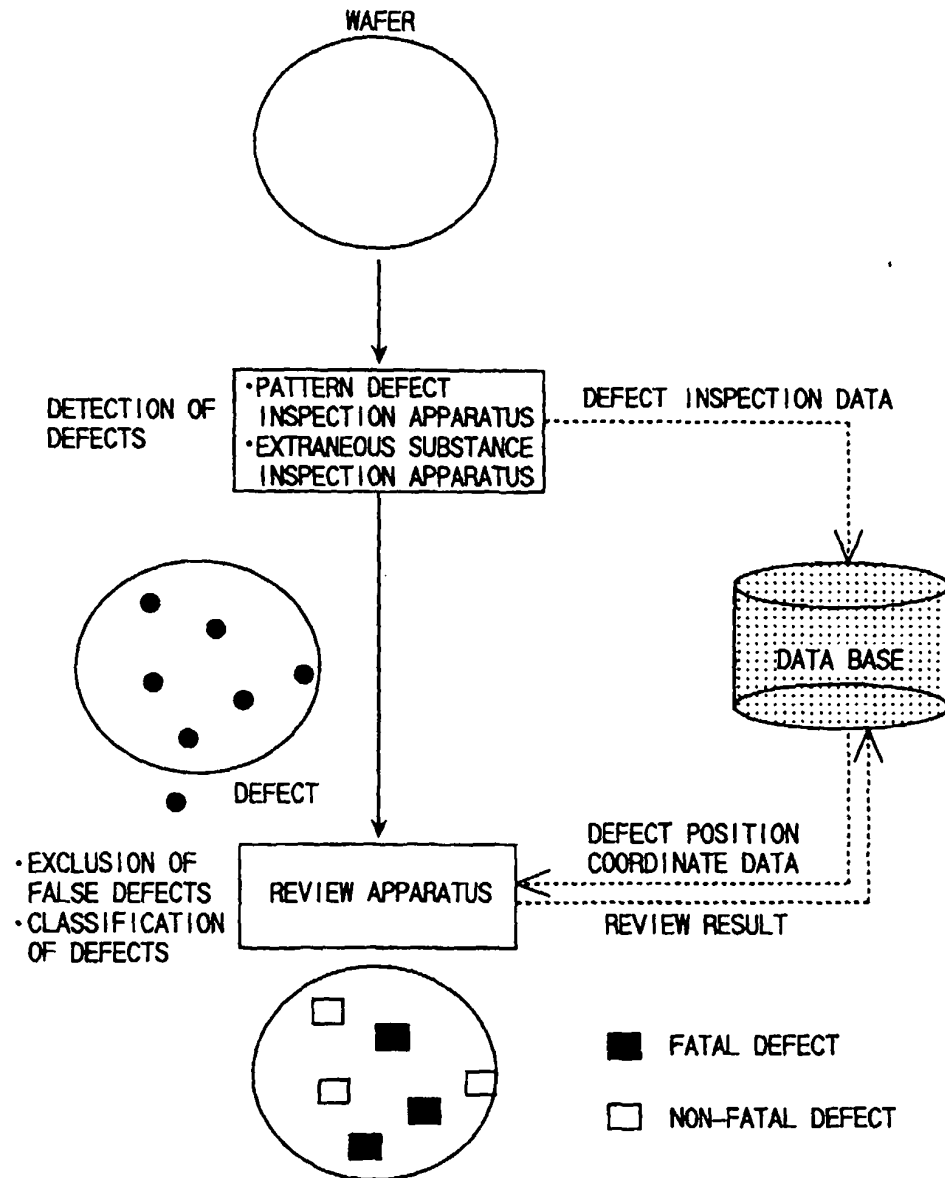 WAFER
DETECTION OF
DEFECTS
·PATTERN DEFECT
INSPECTION APPARATUS
·EXTRANEOUS SUBSTANCE
INSPECTION APPARATUS
DEFECT INSPECTION DATA
DATA BASE
DEFECT
DEFECT POSITION
COORDINATE DATA
·EXCLUSION OF
FALSE DEFECTS
·CLASSIFICATION
OF DEFECTS
REVIEW APPARATUS
REVIEW RESULT
FATAL DEFECT
NON-FATAL DEFECT